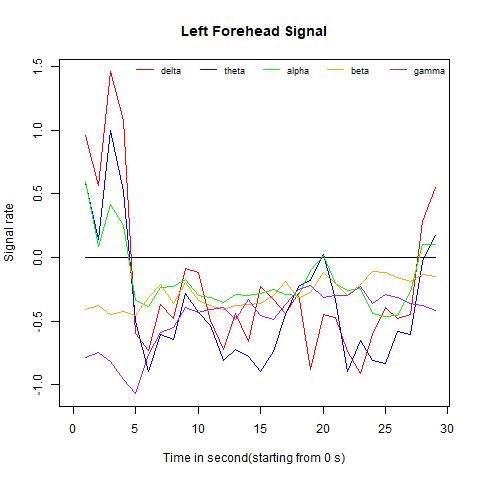 Left Forehead Signal
delta theta alpha beta gamma
1.5
1.0
0.5
0.0
-0.5
-1.0
Signal rate
0 5 10 15 20 25 30
Time in second(starting from 0 s)